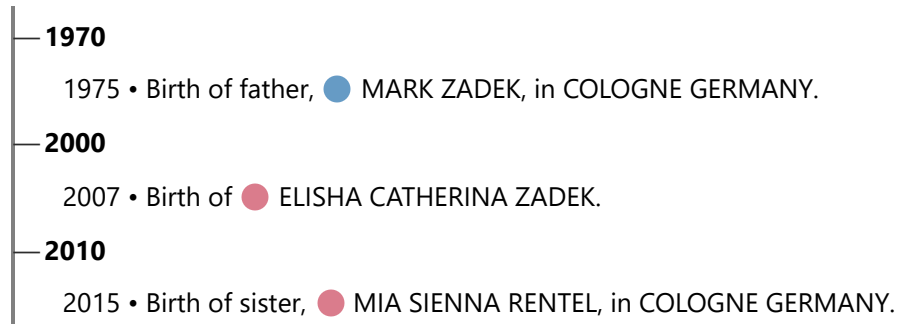 1970
1975 • Birth of father, MARK ZADEK, in COLOGNE GERMANY.
2000
2007 • Birth of ELISHA CATHERINA ZADEK.
2010
2015 • Birth of sister, MIA SIENNA RENTEL, in COLOGNE GERMANY.